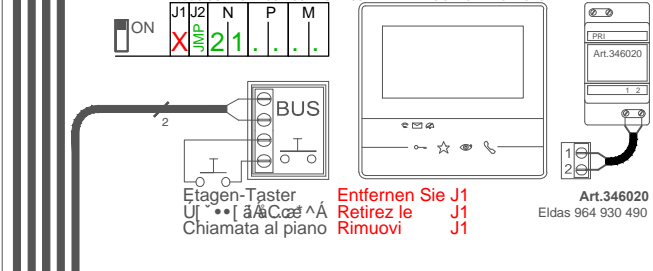 J1 J2 N P M
ON
X JMP 2 1 . . . .
PRI
Art.346020
1 2
BUS
2
1
2
Etagen-Taster Entfernen Sie J1
Retirez le J1
Chiamata al piano Rimuovi J1
Art.346020
Eldas 964 930 490